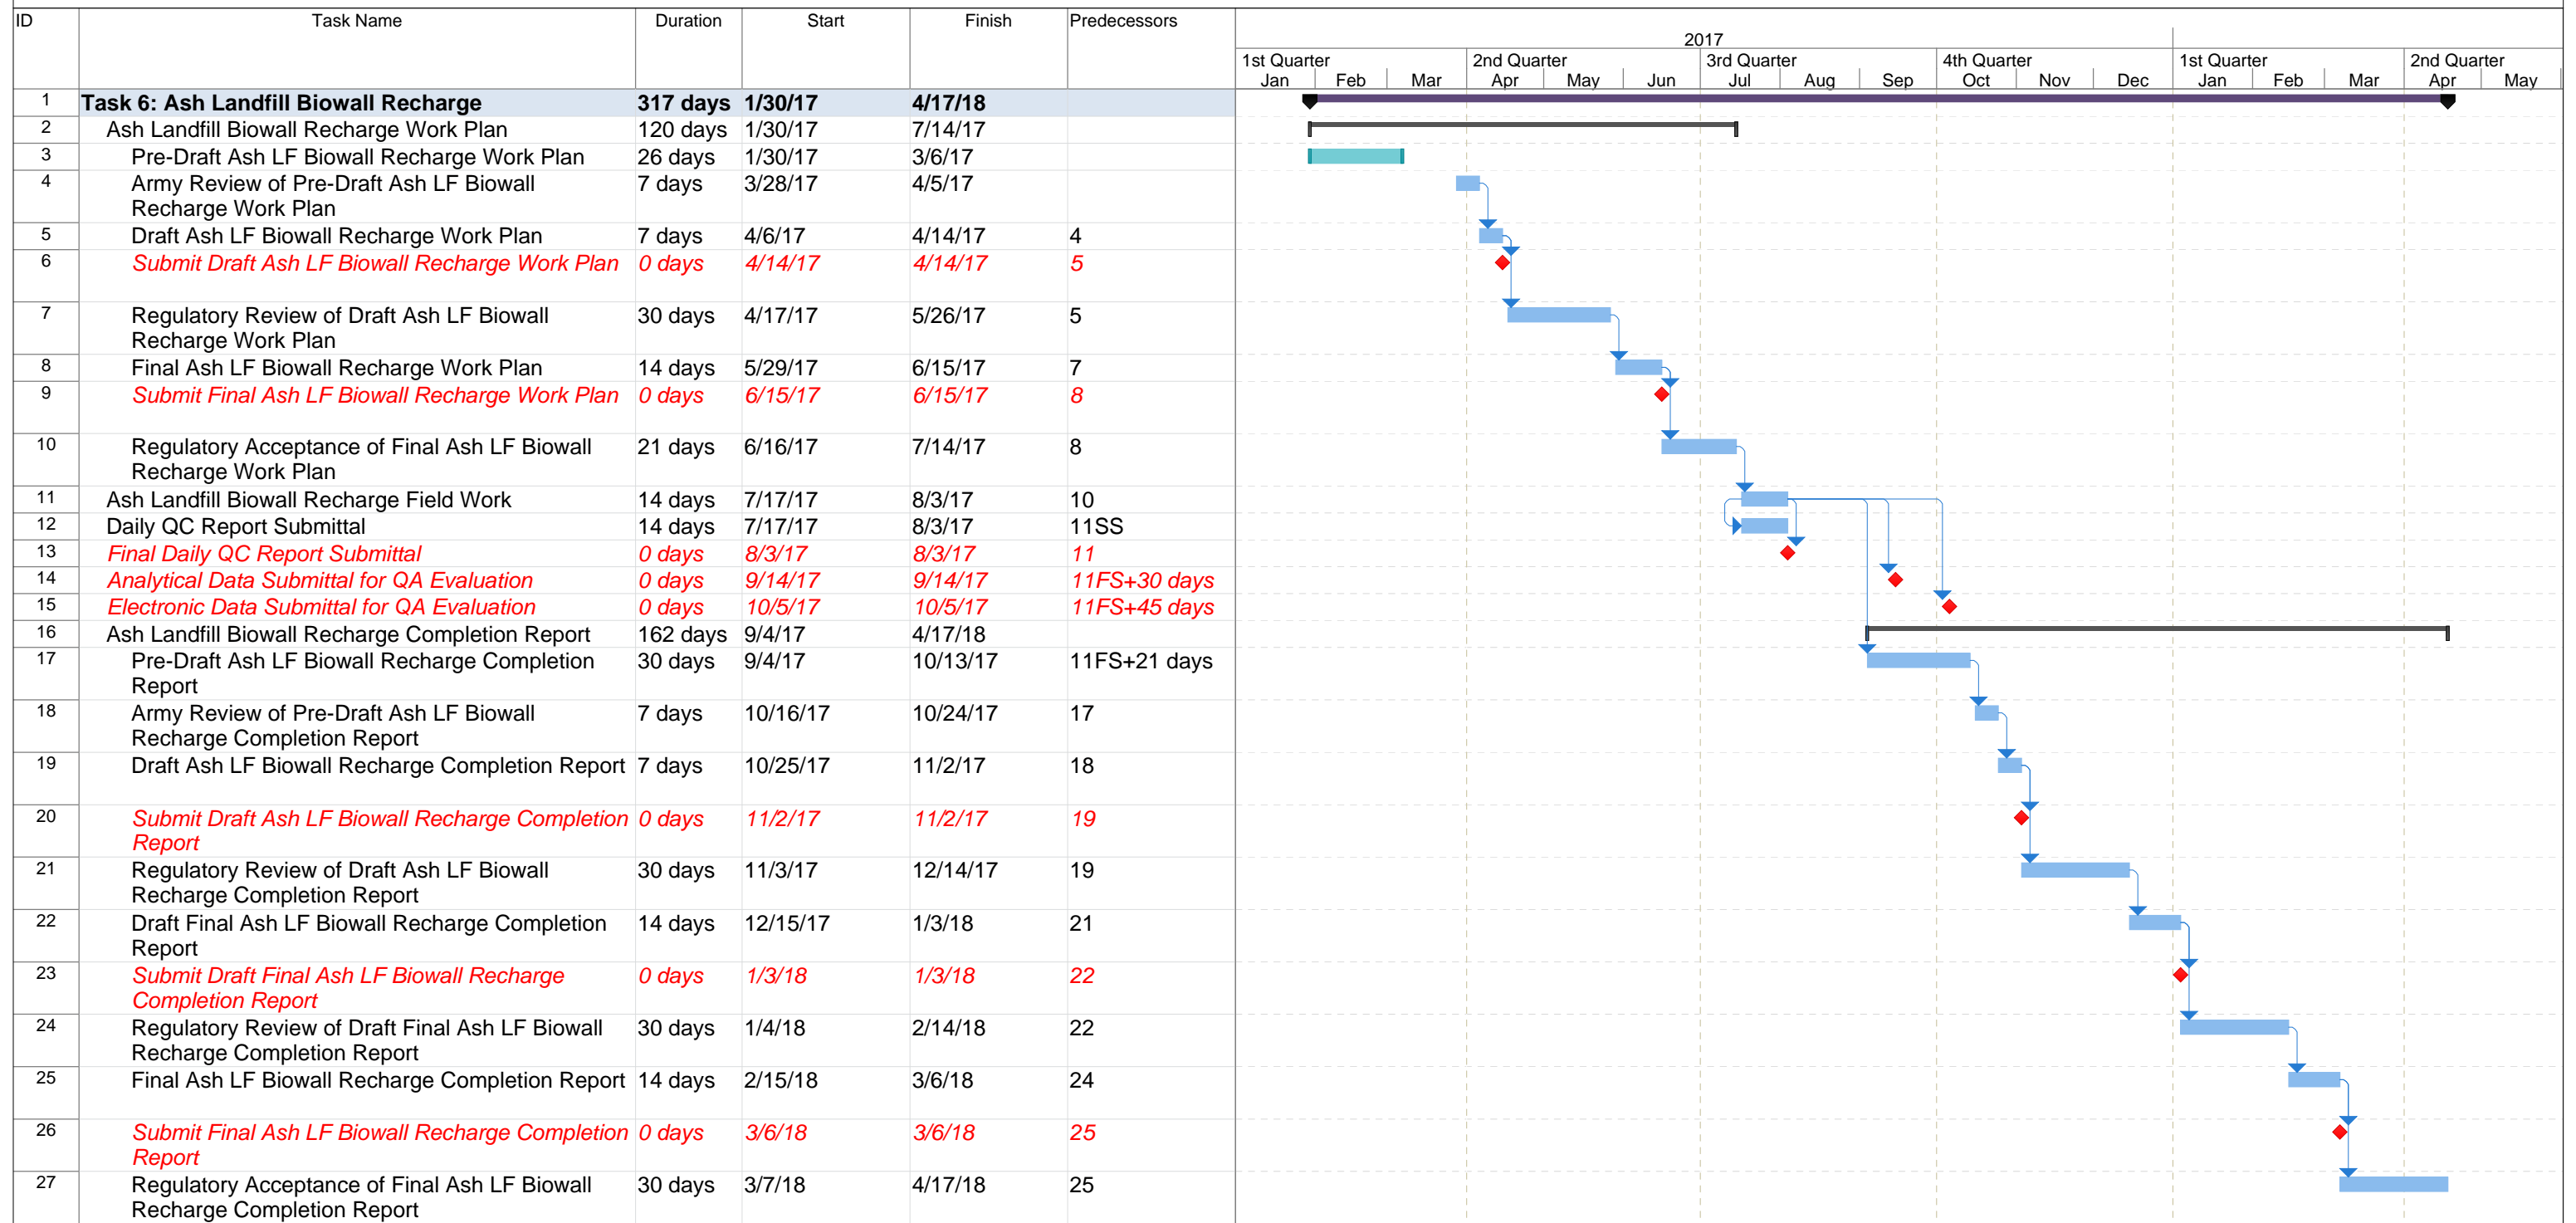 ID Task Name Duration Start Finish Predecessors
2017
1st Quarter 2nd Quarter 3rd Quarter 4th Quarter 1st Quarter 2nd Quarter
Jan Feb Mar Apr May Jun Jul Aug Sep Oct Nov Dec Jan Feb Mar Apr May
1 Task 6: Ash Landfill Biowall Recharge 317 days 1/30/17 4/17/18
2 Ash Landfill Biowall Recharge Work Plan 120 days 1/30/17 7/14/17
3 Pre-Draft Ash LF Biowall Recharge Work Plan 26 days 1/30/17 3/6/17
4 Army Review of Pre-Draft Ash LF Biowall 7 days 3/28/17 4/5/17
Recharge Work Plan
5 Draft Ash LF Biowall Recharge Work Plan 7 days 4/6/17 4/14/17 4
6 Submit Draft Ash LF Biowall Recharge Work Plan 0 days 4/14/17 4/14/17 5
7 Regulatory Review of Draft Ash LF Biowall 30 days 4/17/17 5/26/17 5
Recharge Work Plan
8 Final Ash LF Biowall Recharge Work Plan 14 days 5/29/17 6/15/17 7
9 Submit Final Ash LF Biowall Recharge Work Plan 0 days 6/15/17 6/15/17 8
10 Regulatory Acceptance of Final Ash LF Biowall 21 days 6/16/17 7/14/17 8
Recharge Work Plan
11 Ash Landfill Biowall Recharge Field Work 14 days 7/17/17 8/3/17 10
12 Daily QC Report Submittal 14 days 7/17/17 8/3/17 11SS
13 Final Daily QC Report Submittal 0 days 8/3/17 8/3/17 11
14 Analytical Data Submittal for QA Evaluation 0 days 9/14/17 9/14/17 11FS+30 days
15 Electronic Data Submittal for QA Evaluation 0 days 10/5/17 10/5/17 11FS+45 days
16 Ash Landfill Biowall Recharge Completion Report 162 days 9/4/17 4/17/18
17 Pre-Draft Ash LF Biowall Recharge Completion 30 days 9/4/17 10/13/17 11FS+21 days
Report
18 Army Review of Pre-Draft Ash LF Biowall 7 days 10/16/17 10/24/17 17
Recharge Completion Report
19 Draft Ash LF Biowall Recharge Completion Report 7 days 10/25/17 11/2/17 18
20 Submit Draft Ash LF Biowall Recharge Completion 0 days 11/2/17 11/2/17 19
Report
21 Regulatory Review of Draft Ash LF Biowall 30 days 11/3/17 12/14/17 19
Recharge Completion Report
22 Draft Final Ash LF Biowall Recharge Completion 14 days 12/15/17 1/3/18 21
Report
23 Submit Draft Final Ash LF Biowall Recharge 0 days 1/3/18 1/3/18 22
Completion Report
24 Regulatory Review of Draft Final Ash LF Biowall 30 days 1/4/18 2/14/18 22
Recharge Completion Report
25 Final Ash LF Biowall Recharge Completion Report 14 days 2/15/18 3/6/18 24
26 Submit Final Ash LF Biowall Recharge Completion 0 days 3/6/18 3/6/18 25
Report
27 Regulatory Acceptance of Final Ash LF Biowall 30 days 3/7/18 4/17/18 25
Recharge Completion Report